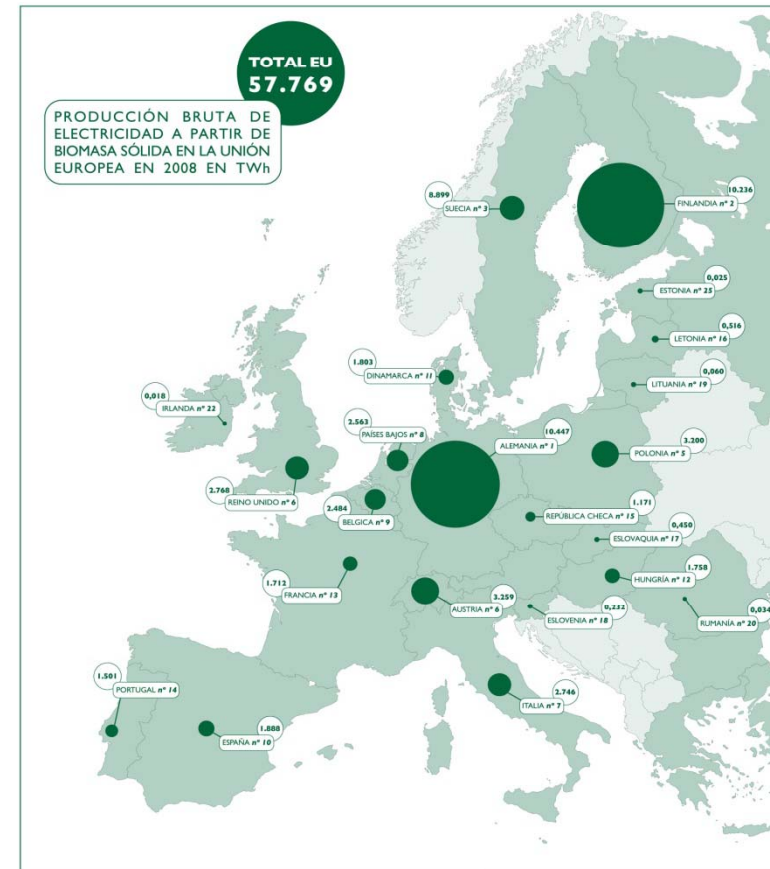 TOTAL EU
57.769
PRODUCCIÓN BRUTA DE
ELECTRICIDAD A PARTIR DE
BIOMASA SÓLIDA EN LA UNIÓN
EUROPEA EN 2008 EN TWh
8.899
SUECIA nº 3
10.236
FINLANDIA nº 2
0,025
ESTONIA nº 25
0,516
LETONIA nº 16
0,060
LITUANIA nº 19
1.803
DINAMARCA nº 11
0,018
IRLANDA nº 22
2.563
PAÍSES BAJOS nº 8
10.447
ALEMANIA nº 1
3.200
POLONIA nº 5
2.768
REINO UNIDO nº 6
2.484
BELGICA nº 9
1.171
REPÚBLICA CHECA nº 15
0,450
ESLOVAQUIA nº 17
1.712
FRANCIA nº 13
1.758
HUNGRÍA nº 12
3.259
AUSTRIA nº 6
0,232
ESLOVENIA nº 18
0,034
RUMANÍA nº 20
1.501
PORTUGAL nº 14
1.888
ESPAÑA nº 10
2.746
ITALIA nº 7